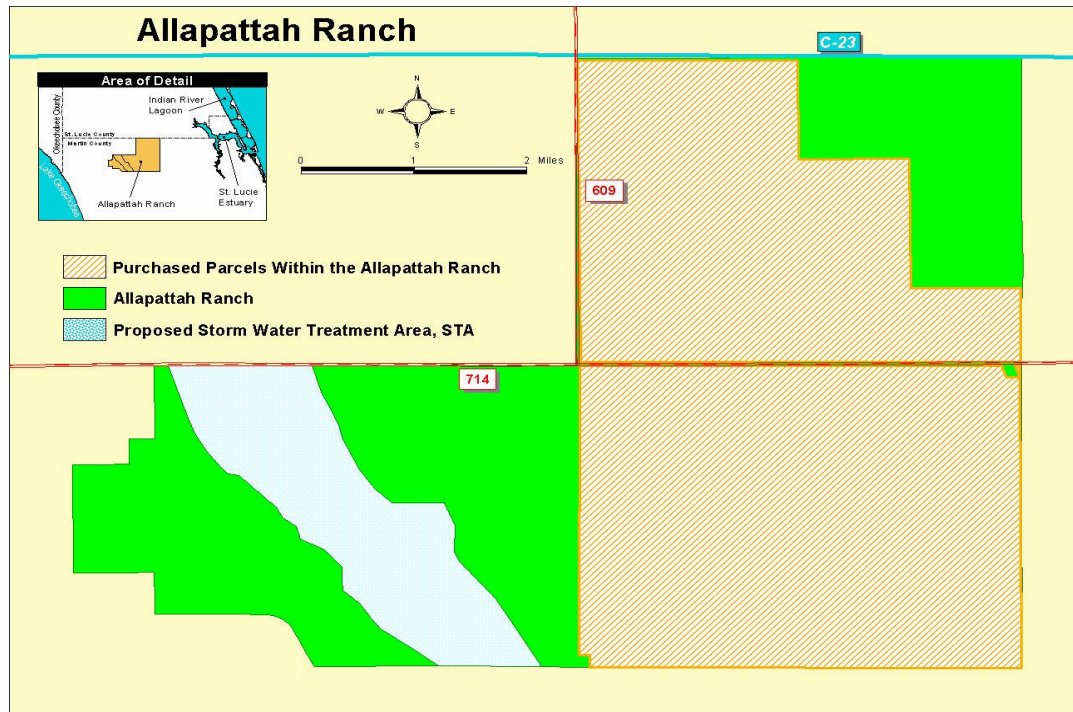 Allapattah Ranch
C-23
Area of Detail
Okeechobee County
Indian River
Lagoon
St. Lucie County
Martin County
Lake Okeechobee
Allapattah Ranch
St. Lucie
Estuary
N
W
E
S
0
1
2 Miles
609
Purchased Parcels Within the Allapattah Ranch
Allapattah Ranch
Proposed Storm Water Treatment Area, STA
714